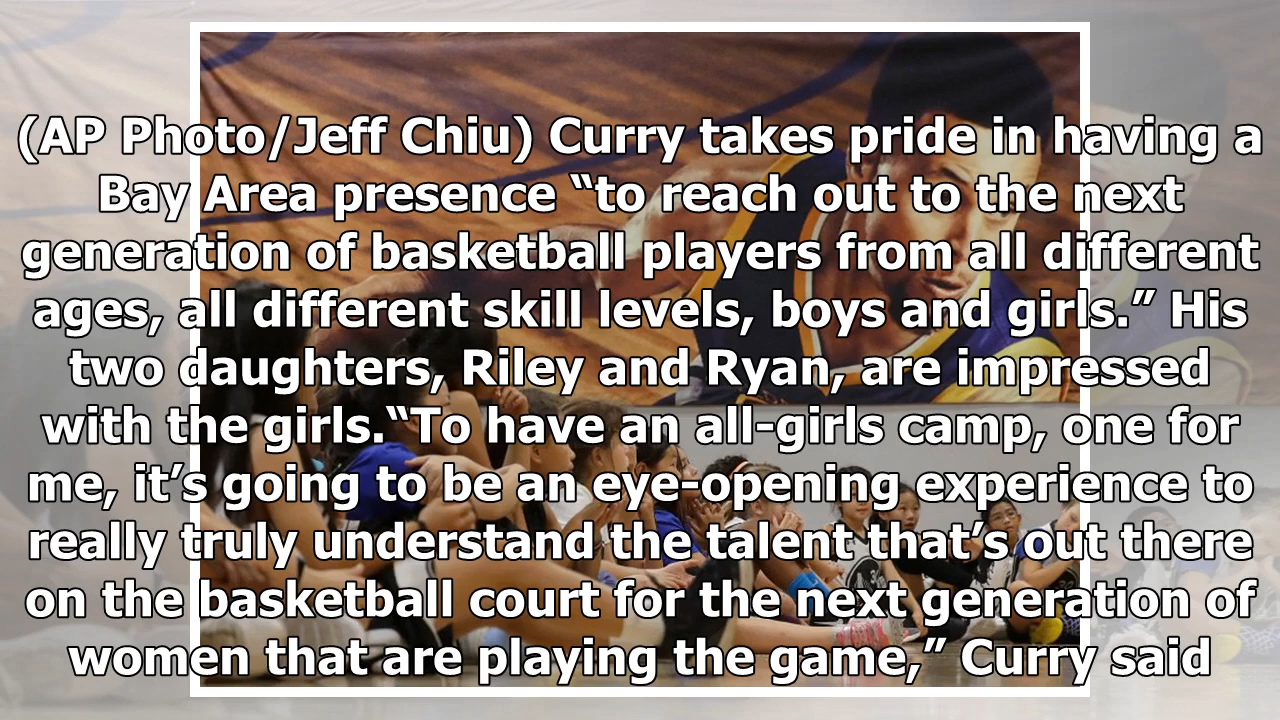 (AP Photo/Jeff Chiu) Curry takes pride in having a
Bay Area presence “to reach out to the next
generation of basketball players from all different
ages, all different skill levels, boys and girls.” His
two daughters, Riley and Ryan, are impressed
with the girls.“To have an all-girls camp, one for
me, it’s going to be an eye-opening experience to
really truly understand the talent that’s out there
on the basketball court for the next generation of
women that are playing the game,” Curry said